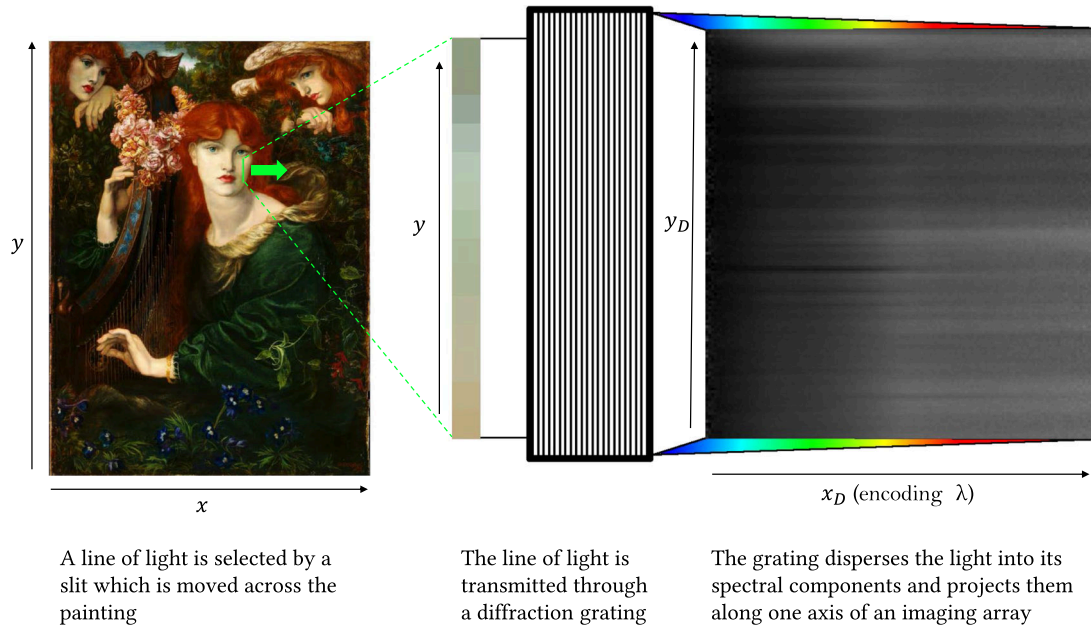 y
x
y
y_D
x_D (encoding λ)
A line of light is selected by a
slit which is moved across the
painting
The line of light is
transmitted through
a diffraction grating
The grating disperses the light into its
spectral components and projects them
along one axis of an imaging array